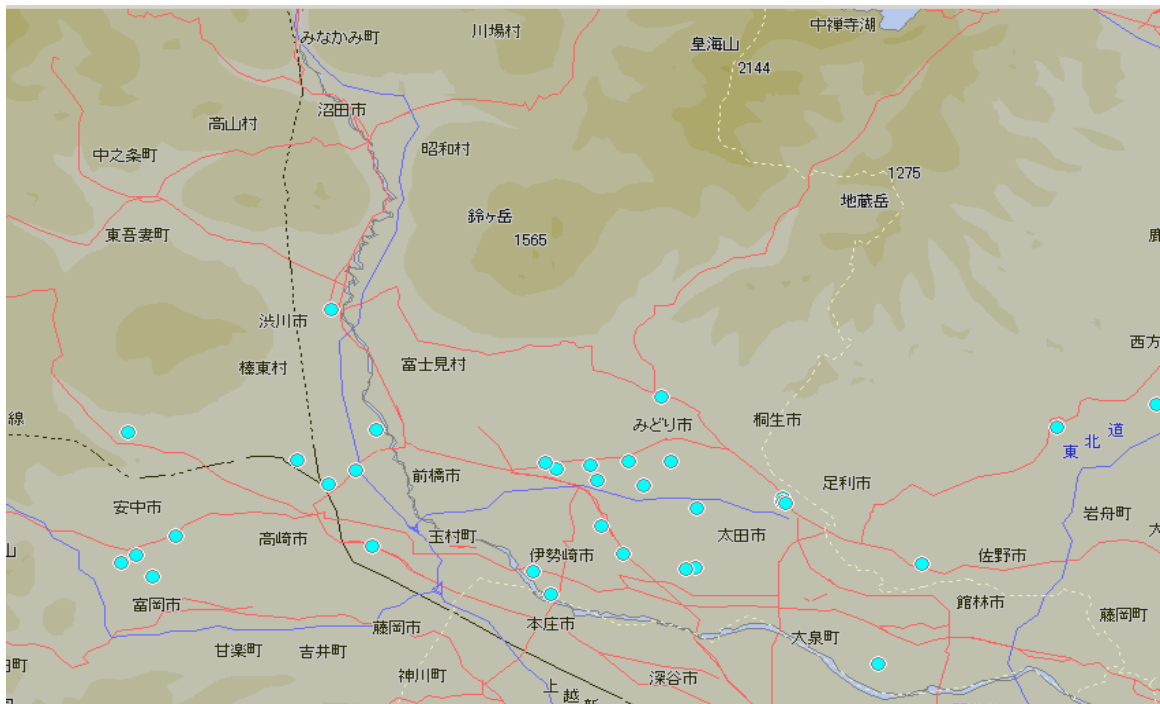 みなかみ町
川場村
皇海山
中禅寺湖
2144
沼田市
高山村
中之条町
昭和村
1275
地蔵岳
鈴ヶ岳
東吾妻町
1565
渋川市
西方
榛東村
富士見村
線
みどり市
桐生市
東北道
前橋市
足利市
安中市
岩舟町
高崎市
玉村町
伊勢崎市
太田市
佐野市
山
富岡市
館林市
藤岡町
藤岡市
本庄市
大泉町
甘楽町
吉井町
田町
神川町
深谷市
上越新